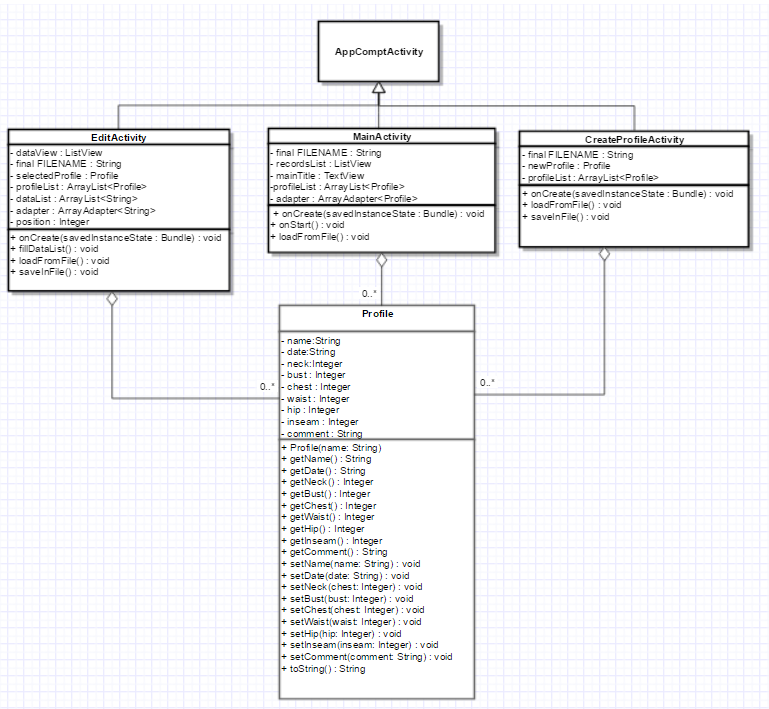 AppComptActivity
EditActivity
- dataView : ListView
- final FILENAME : String
- selectedProfile : Profile
- profileList : ArrayList<Profile>
- dataList : ArrayList<String>
- adapter : ArrayAdapter<String>
- position : Integer
+ onCreate(savedInstanceState : Bundle) : void
+ fillDataList() : void
+ loadFromFile() : void
+ saveInFile() : void
MainActivity
- final FILENAME : String
- recordsList : ListView
- mainTitle : TextView
-profileList : ArrayList<Profile>
- adapter : ArrayAdapter<Profile>
+ onCreate(savedInstanceState : Bundle) : void
+ onStart() : void
+ loadFromFile() : void
CreateProfileActivity
- final FILENAME : String
- newProfile : Profile
- profileList : ArrayList<Profile>
+ onCreate(savedInstanceState : Bundle) : void
+ loadFromFile() : void
+ saveInFile() : void
0..*
0..*
0..*
Profile
- name:String
- date:String
- neck:Integer
- bust : Integer
- chest : Integer
- waist : Integer
- hip : Integer
- inseam : Integer
- comment : String
+ Profile(name: String)
+ getName() : String
+ getDate() : String
+ getNeck() : Integer
+ getBust() : Integer
+ getChest() : Integer
+ getWaist() : Integer
+ getHip() : Integer
+ getInseam() : Integer
+ getComment() : String
+ setName(name: String) : void
+ setDate(date: String) : void
+ setNeck(chest: Integer) : void
+ setBust(bust: Integer) : void
+ setChest(chest: Integer) : void
+ setWaist(waist: Integer) : void
+ setHip(hip: Integer) : void
+ setInseam(inseam: Integer) : void
+ setComment(comment: String) : void
+ toString() : String